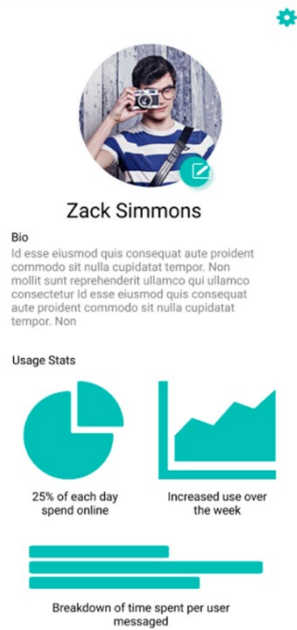 Zack Simmons
Bio
Id esse eiusmod quis consequat aute proident
commodo sit nulla cupidatat tempor. Non
mollit sunt reprehenderit ullamco qui ullamco
consectetur Id esse eiusmod quis consequat
aute proident commodo sit nulla cupidatat
tempor. Non
Usage Stats
25% of each day
spend online
Increased use over
the week
Breakdown of time spent per user
messaged